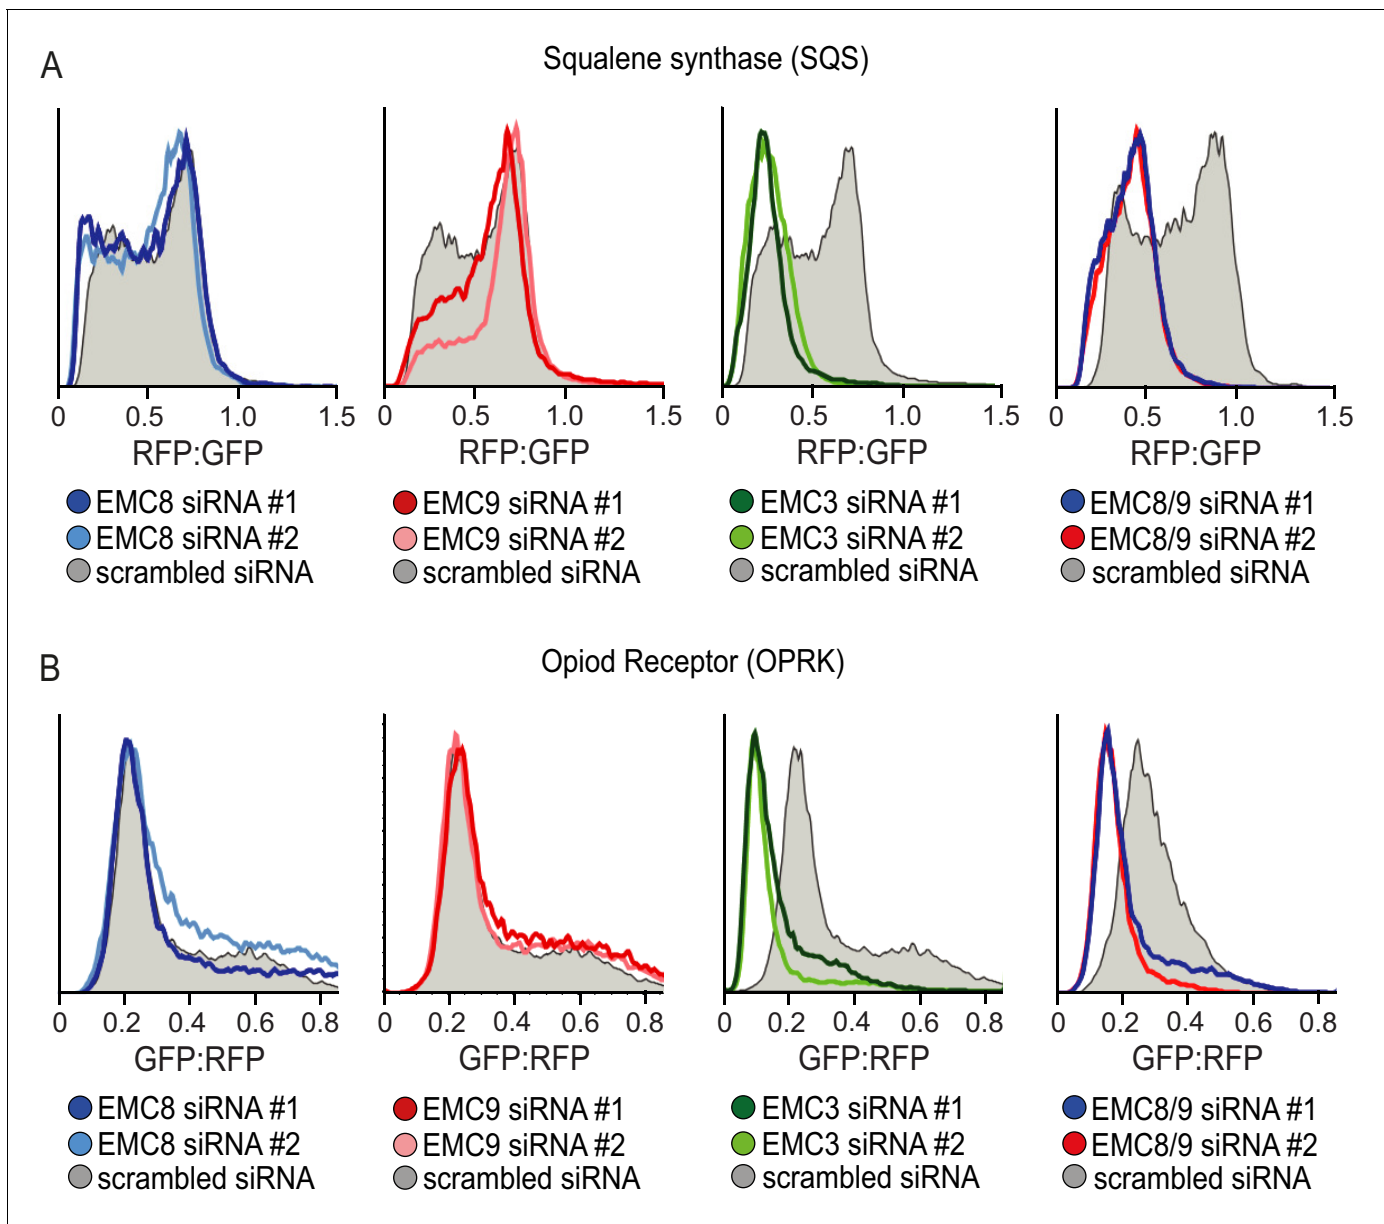 A
Squalene synthase (SQS)
0 0.5 1.0 1.5
RFP:GFP
EMC8 siRNA #1
EMC8 siRNA #2
scrambled siRNA
0 0.5 1.0 1.5
RFP:GFP
EMC9 siRNA #1
EMC9 siRNA #2
scrambled siRNA
0 0.5 1.0 1.5
RFP:GFP
EMC3 siRNA #1
EMC3 siRNA #2
scrambled siRNA
0 0.5 1.0 1.5
RFP:GFP
EMC8/9 siRNA #1
EMC8/9 siRNA #2
scrambled siRNA
B
Opiod Receptor (OPRK)
0 0.2 0.4 0.6 0.8
GFP:RFP
EMC8 siRNA #1
EMC8 siRNA #2
scrambled siRNA
0 0.2 0.4 0.6 0.8
GFP:RFP
EMC9 siRNA #1
EMC9 siRNA #2
scrambled siRNA
0 0.2 0.4 0.6 0.8
GFP:RFP
EMC3 siRNA #1
EMC3 siRNA #2
scrambled siRNA
0 0.2 0.4 0.6 0.8
GFP:RFP
EMC8/9 siRNA #1
EMC8/9 siRNA #2
scrambled siRNA